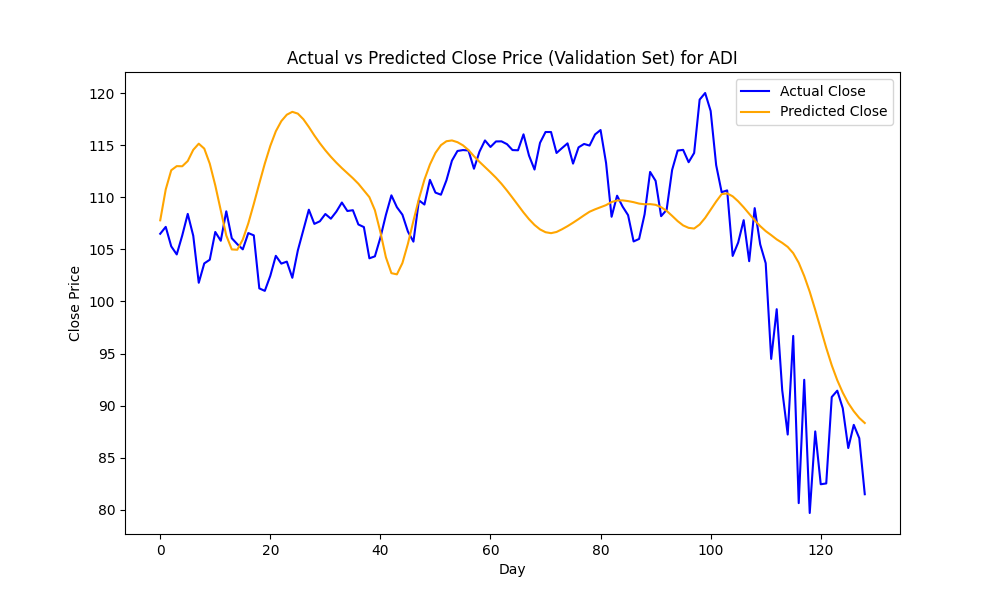 Actual vs Predicted Close Price (Validation Set) for ADI
Actual Close
Predicted Close
Close Price
120
115
110
105
100
95
90
85
80
0 20 40 60 80 100 120
Day